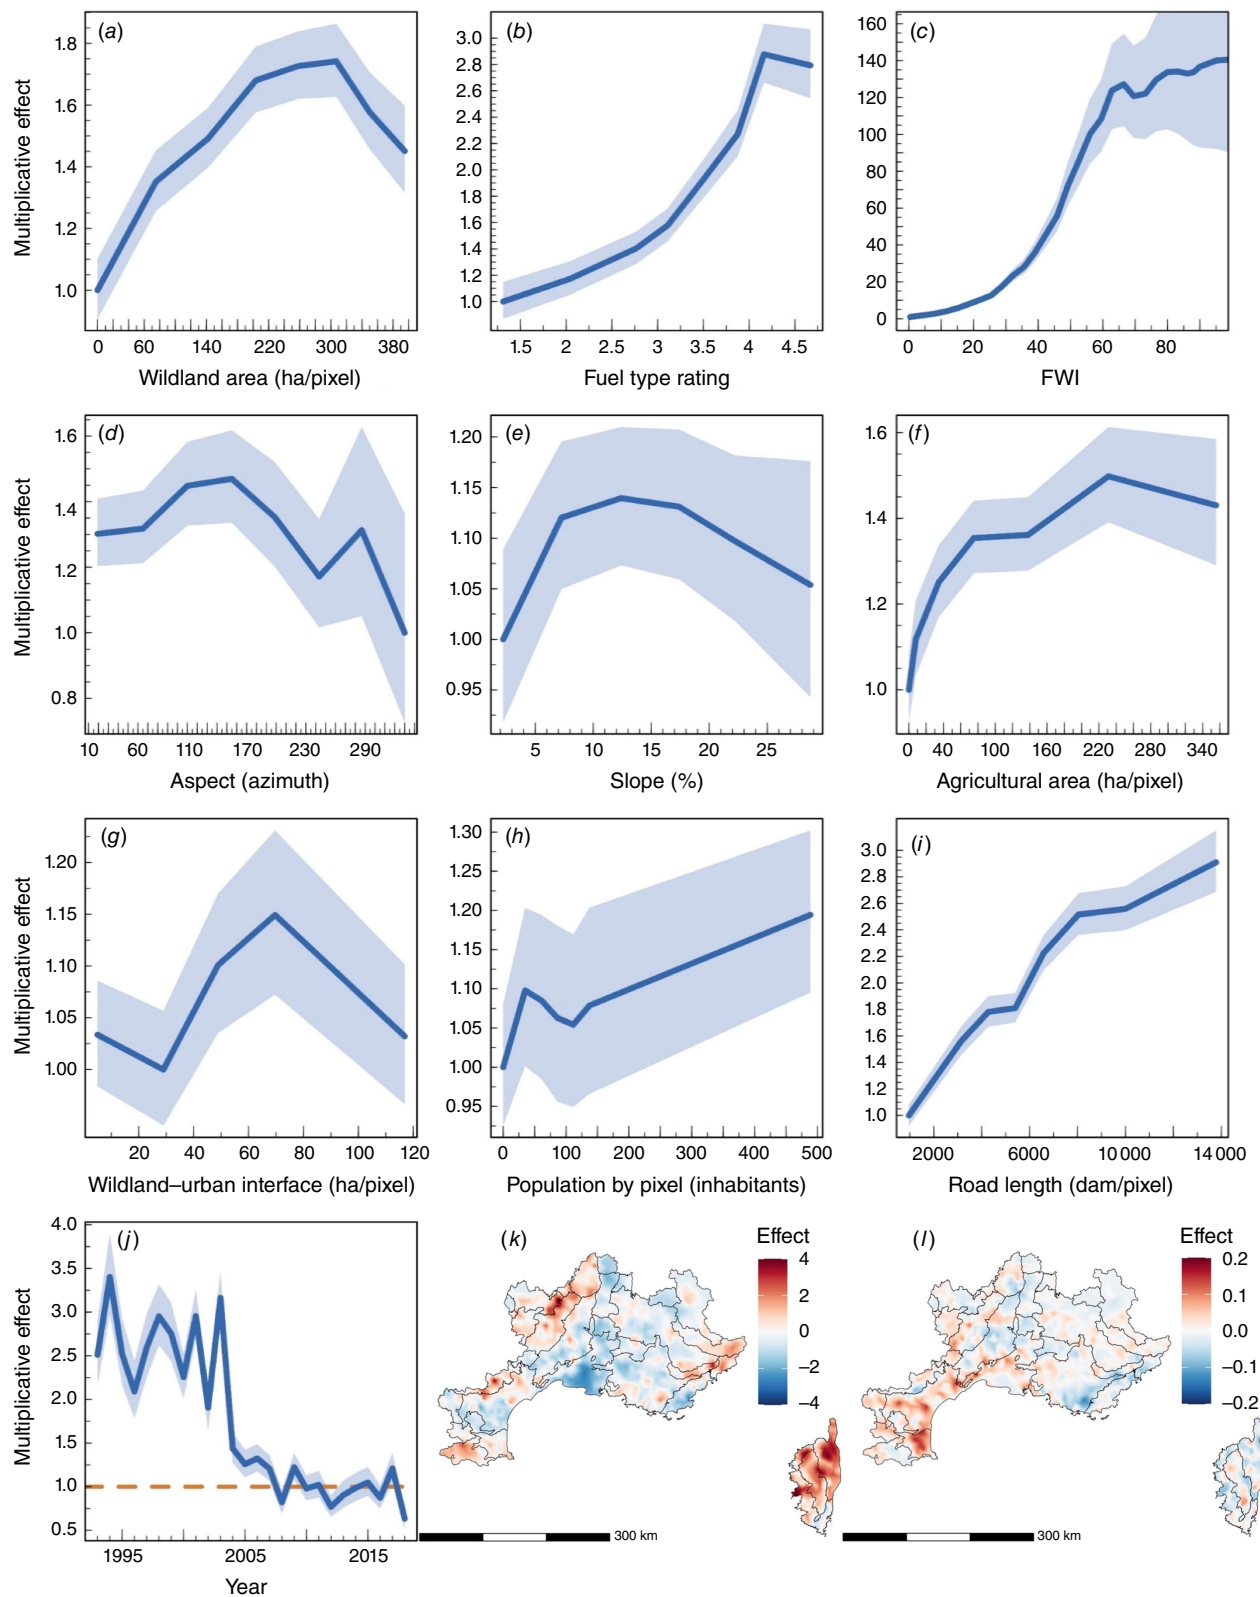 (a)
Multiplicative effect
1.8
1.6
1.4
1.2
1.0
0 60 140 220 300 380
Wildland area (ha/pixel)
(b)
3.0
2.8
2.6
2.4
2.2
2.0
1.8
1.6
1.4
1.2
1.0
1.5 2 2.5 3 3.5 4 4.5
Fuel type rating
(c)
160
140
120
100
80
60
40
20
0
0 20 40 60 80
FWI
(d)
Multiplicative effect
1.6
1.4
1.2
1.0
0.8
10 60 110 170 230 290
Aspect (azimuth)
(e)
1.20
1.15
1.10
1.05
1.00
0.95
5 10 15 20 25
Slope (%)
(f)
1.6
1.4
1.2
1.0
0 40 100 160 220 280 340
Agricultural area (ha/pixel)
(g)
Multiplicative effect
1.20
1.15
1.10
1.05
1.00
20 40 60 80 100 120
Wildland–urban interface (ha/pixel)
(h)
1.30
1.25
1.20
1.15
1.10
1.05
1.00
0.95
0 100 200 300 400 500
Population by pixel (inhabitants)
(i)
3.0
2.8
2.6
2.4
2.2
2.0
1.8
1.6
1.4
1.2
1.0
2000 6000 10 000 14 000
Road length (dam/pixel)
(j)
Multiplicative effect
4.0
3.5
3.0
2.5
2.0
1.5
1.0
0.5
1995 2005 2015
Year
(k)
Effect
4
2
0
−2
−4
300 km
(l)
Effect
0.2
0.1
0.0
−0.1
−0.2
300 km